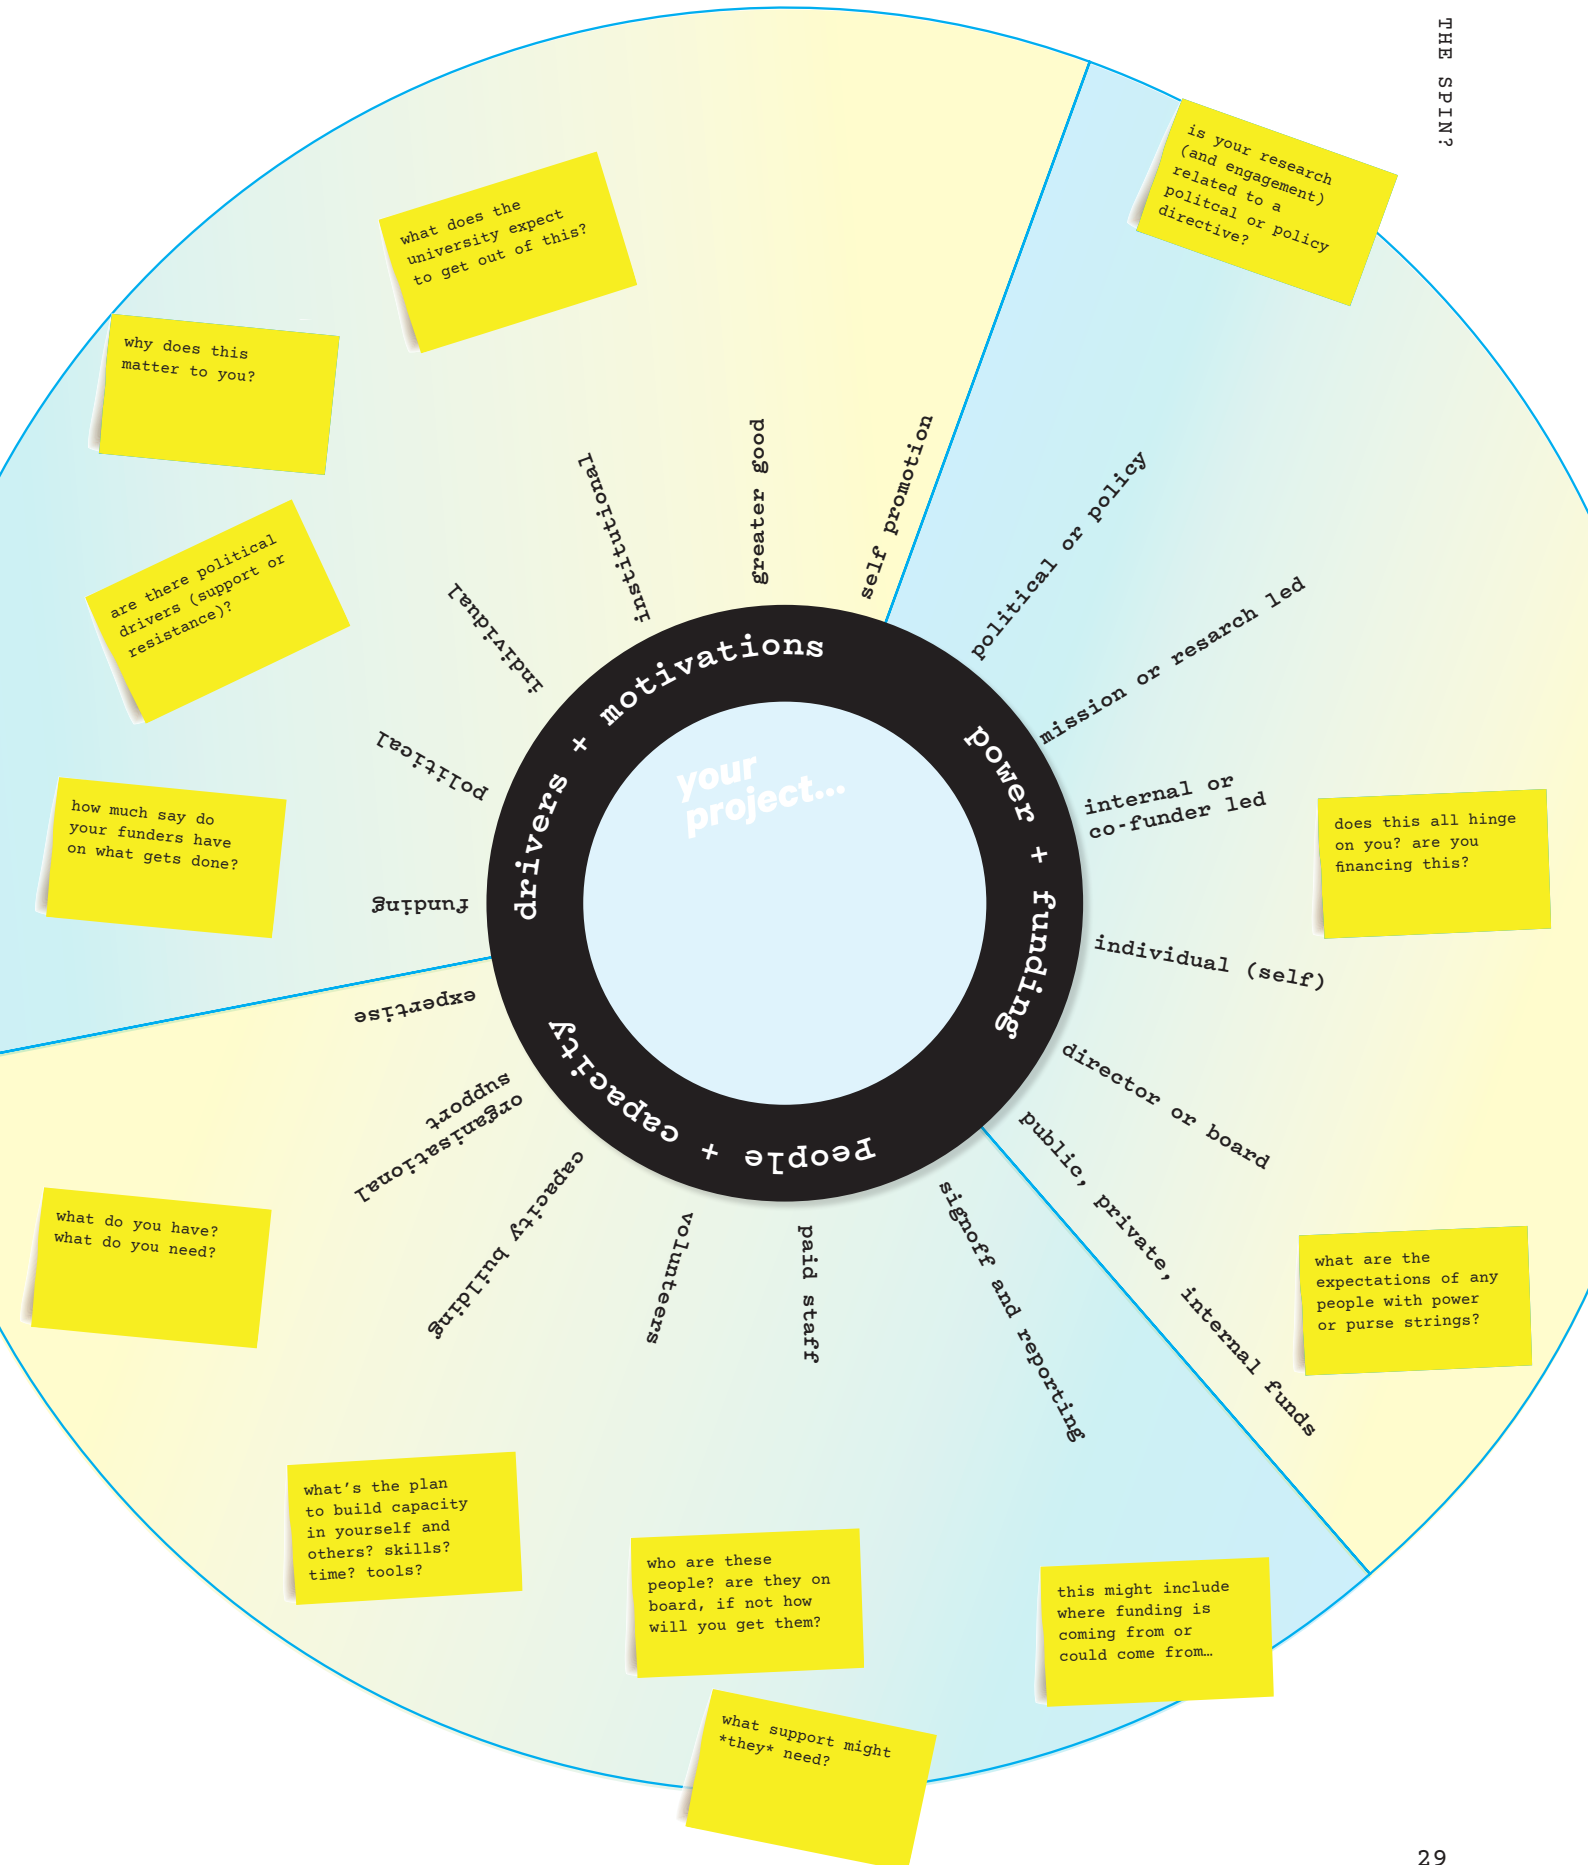 THE SPIN?
is your research
(and engagement)
related to a
politcal or policy
directive?
what does the
university expect
to get out of this?
why does this
matter to you?
are there political
drivers (support or
resistance)?
how much say do
your funders have
on what gets done?
drivers + motivations
funding
political
individual
institutional
greater good
self promotion
power + funding
political or policy
mission or resarch led
internal or
co-funder led
individual (self)
director or board
public, private, internal funds
does this all hinge
on you? are you
financing this?
what are the
expectations of any
people with power
or purse strings?
your
project...
People + capacity
signoff and reporting
paid staff
volunteers
capacity building
organisational
support
expertise
what do you have?
what do you need?
what's the plan
to build capacity
in yourself and
others? skills?
time? tools?
who are these
people? are they on
board, if not how
will you get them?
what support might
*they* need?
this might include
where funding is
coming from or
could come from…
29